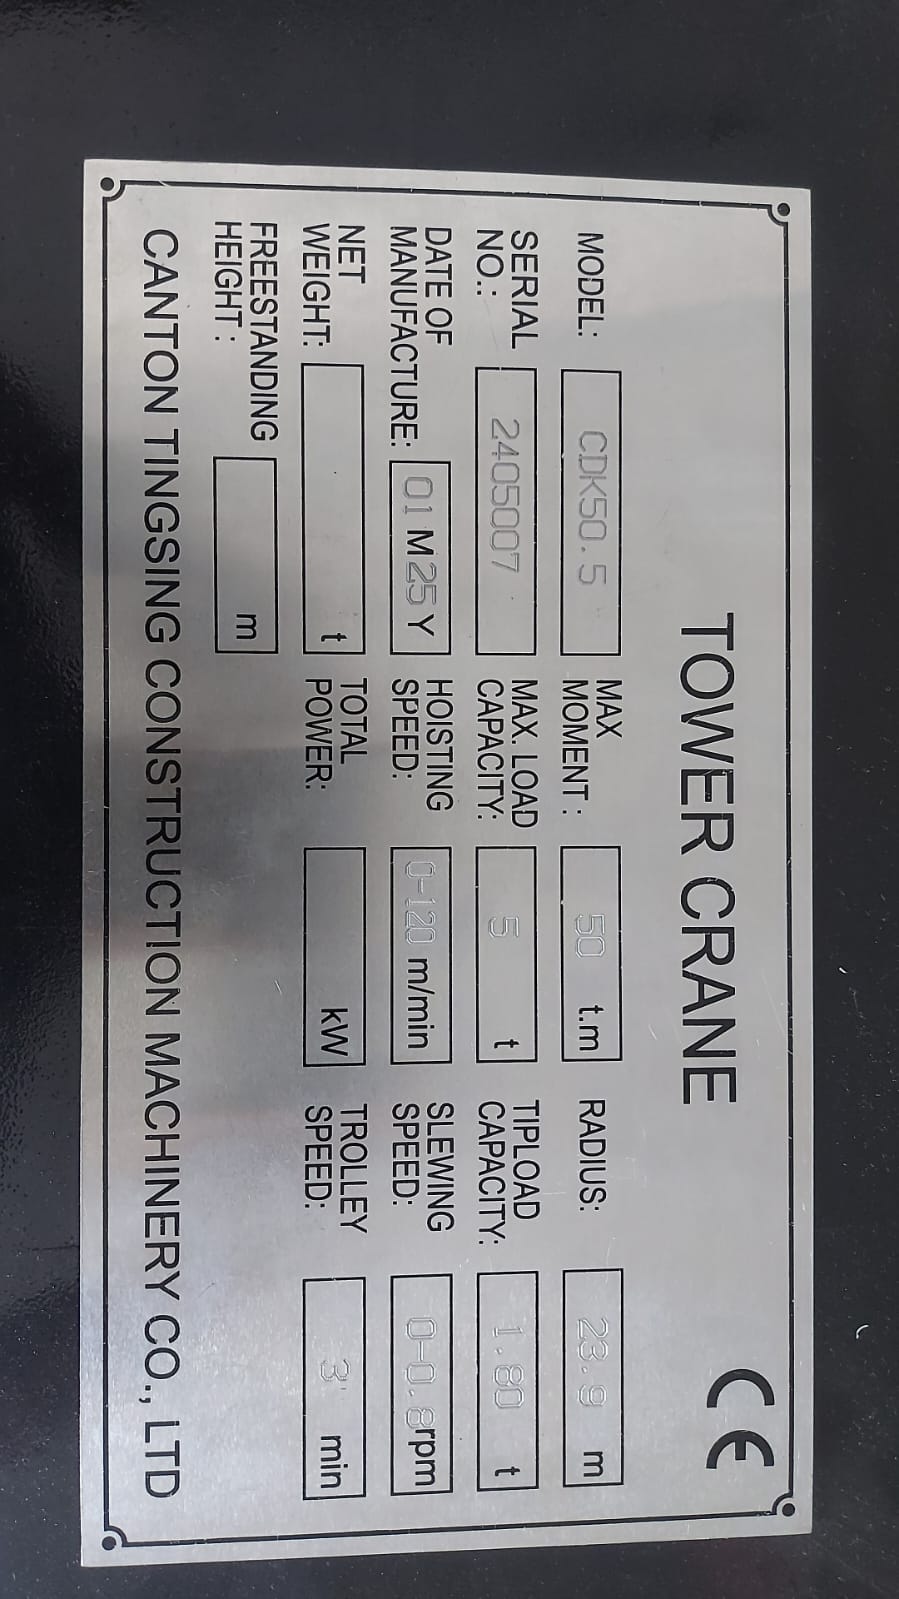 TOWER CRANE
CE
MODEL: CDK50.5
MAX MOMENT : 50 t.m
RADIUS: 23.9 m
SERIAL NO.: 2405007
MAX. LOAD CAPACITY: 5 t
TIPLOAD CAPACITY: 1.80 t
DATE OF MANUFACTURE: 01 M 25 Y
HOISTING SPEED: 0-120 m/min
SLEWING SPEED: 0-0.8 rpm
NET WEIGHT: t
TOTAL POWER: kW
TROLLEY SPEED: 3' min
FREESTANDING HEIGHT : m
CANTON TINGSING CONSTRUCTION MACHINERY CO., LTD